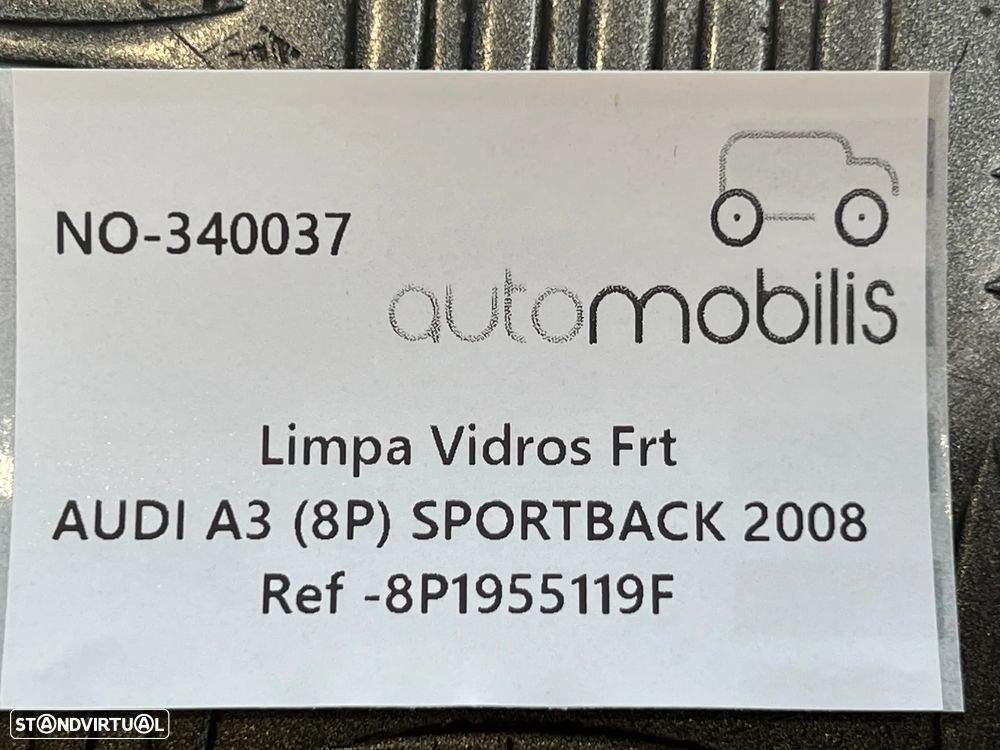 NO-340037
automobilis
Limpa Vidros Frt
AUDI A3 (8P) SPORTBACK 2008
Ref -8P1955119F
STANDVIRTUAL